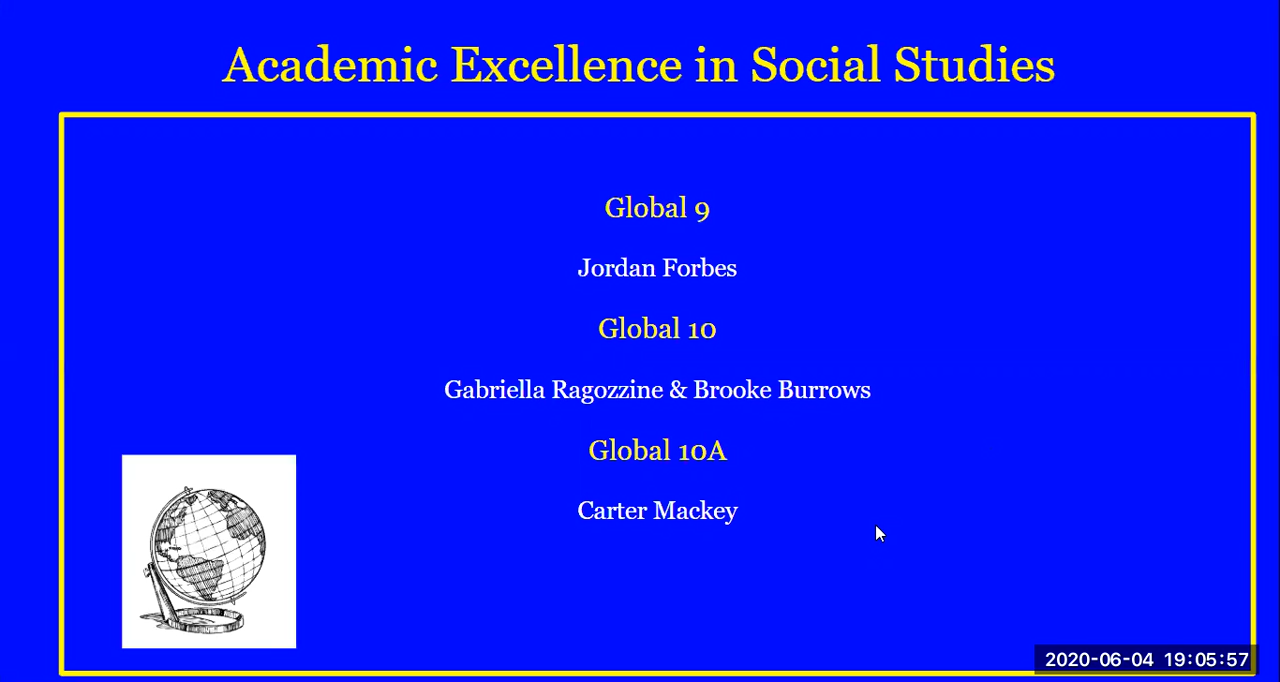 Academic Excellence in Social Studies
Global 9
Jordan Forbes
Global 10
Gabriella Ragozzine & Brooke Burrows
Global 10A
Carter Mackey
2020-06-04 19:05:57